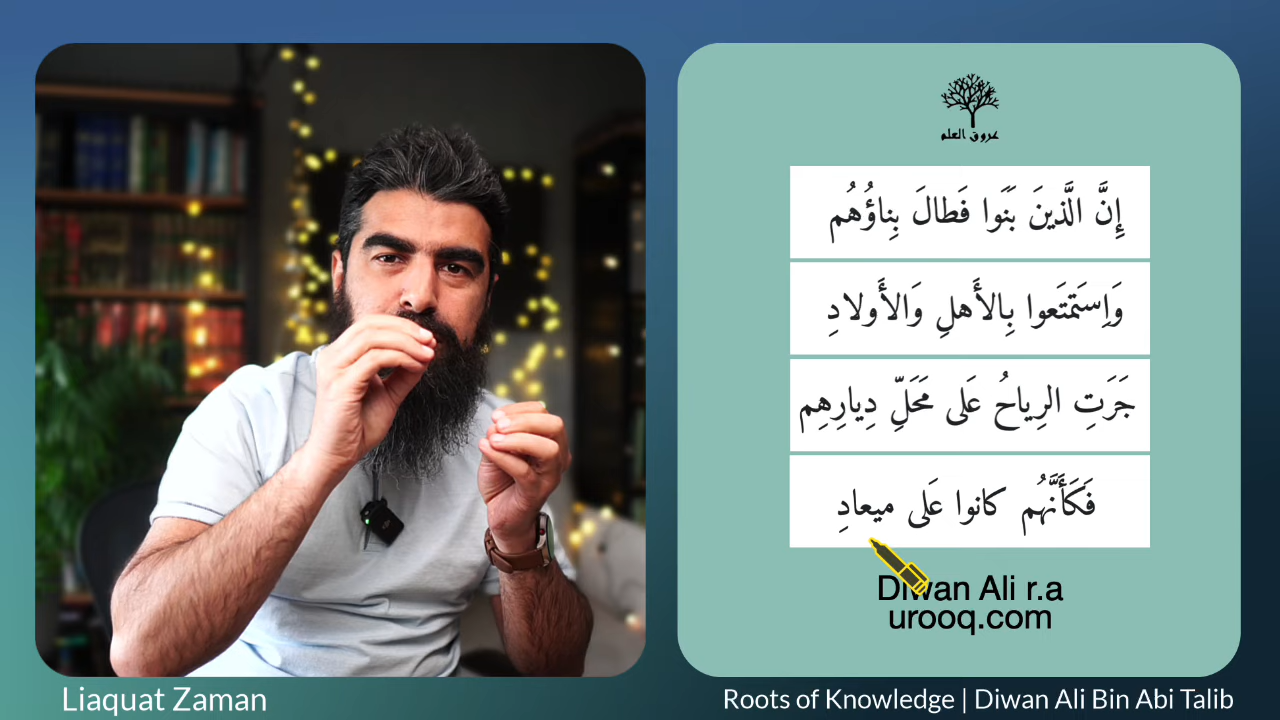 عروق العلم
إِنَّ الَّذينَ بَنَوا فَطالَ بِناؤُهُم
وَاِستَمتَعوا بِالأَهلِ وَالأَولادِ
جَرَتِ الرِياحُ عَلى مَحَلِّ دِيارِهِم
فَكَأَنَّهُم كانوا عَلى ميعادِ
Diwan Ali r.a
urooq.com
Liaquat Zaman
Roots of Knowledge | Diwan Ali Bin Abi Talib